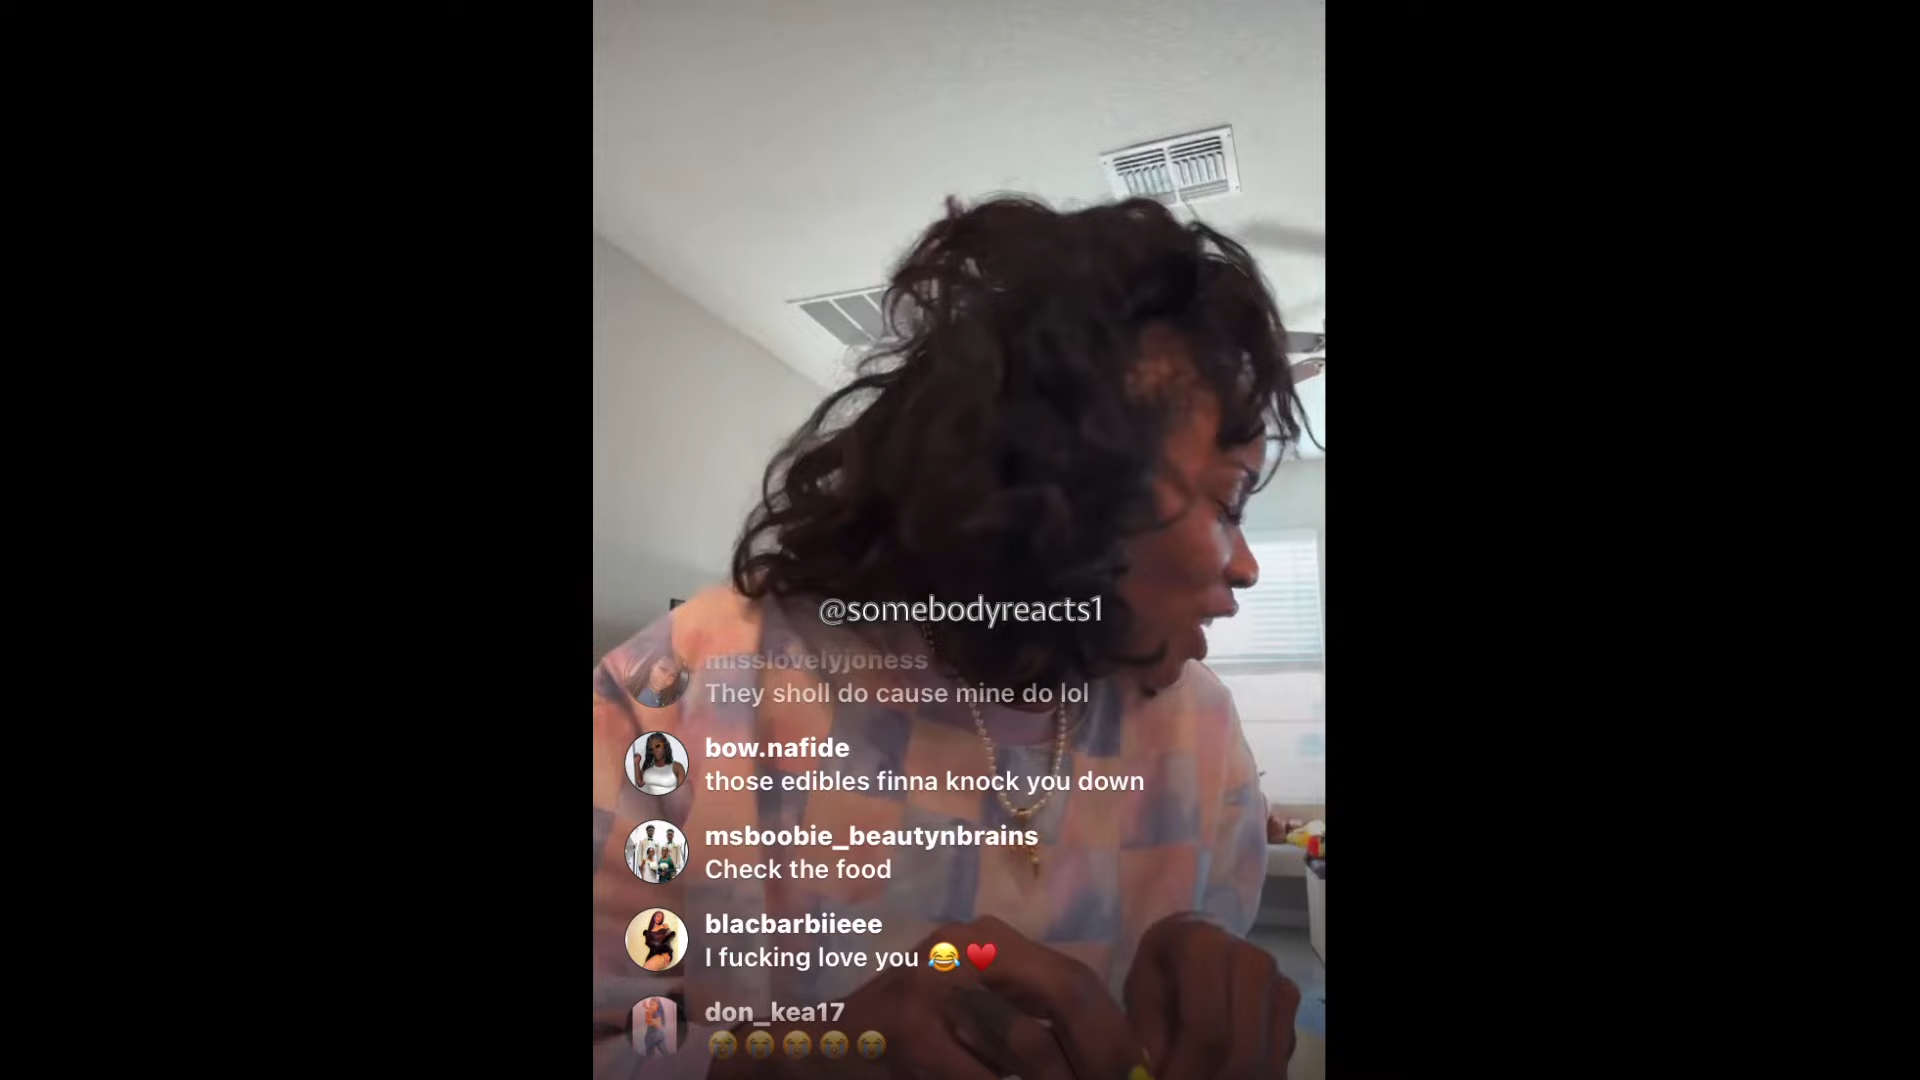 @somebodyreacts1
misslovelyjoness
They sholl do cause mine do lol
bow.nafide
those edibles finna knock you down
msboobie_beautynbrains
Check the food
blacbarbiieee
I fucking love you 😂 ♥️
don_kea17
😭 😭 😭 😭 😭